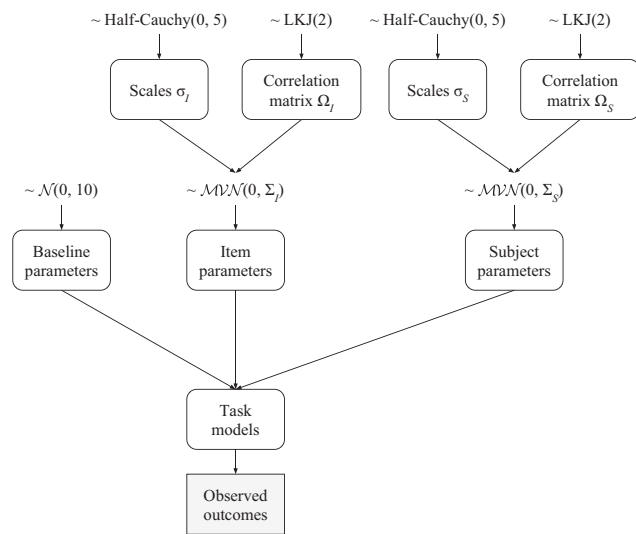 ~ Half-Cauchy(0, 5) ~ LKJ(2) ~ Half-Cauchy(0, 5) ~ LKJ(2)
Scales σ_I
Correlation
matrix Ω_I
Scales σ_S
Correlation
matrix Ω_S
~ 𝒩(0, 10) ~ ℳ𝒱𝒩(0, Σ_I) ~ ℳ𝒱𝒩(0, Σ_S)
Baseline
parameters
Item
parameters
Subject
parameters
Task
models
Observed
outcomes